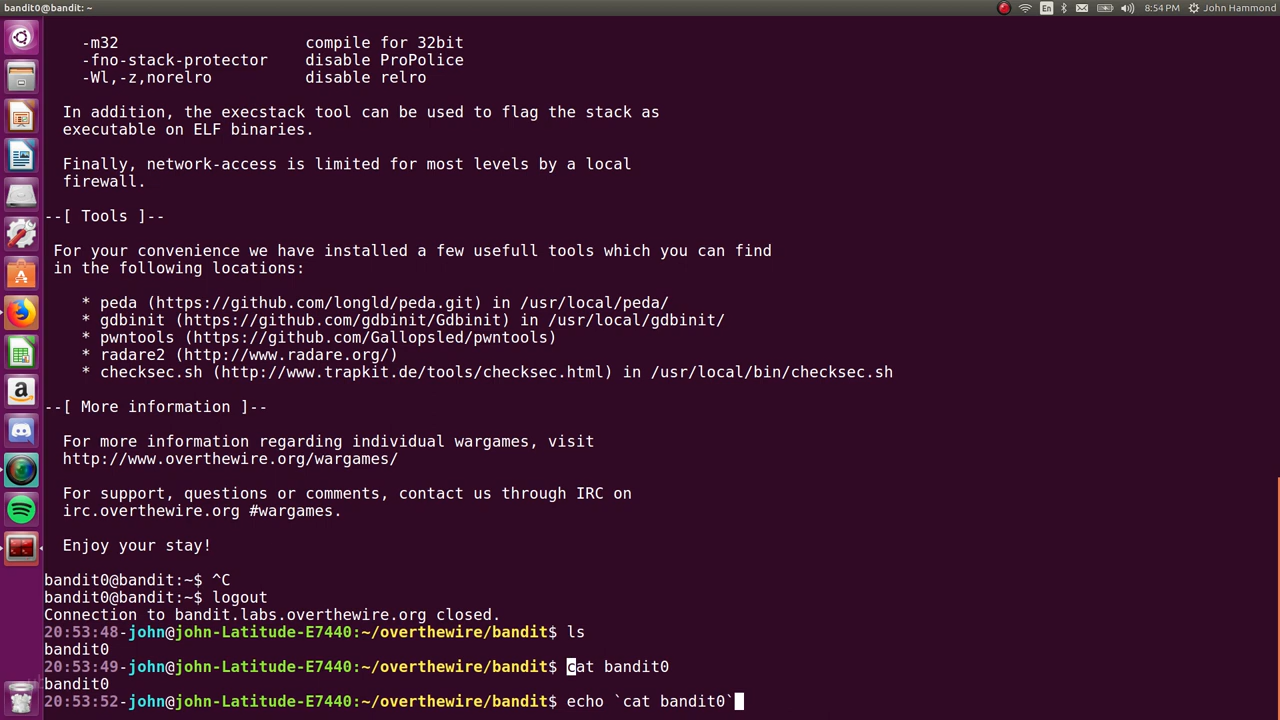 bandit0@bandit: ~
En
8:54 PM
John Hammond
-m32 compile for 32bit
-fno-stack-protector disable ProPolice
-Wl,-z,norelro disable relro
In addition, the execstack tool can be used to flag the stack as
executable on ELF binaries.
Finally, network-access is limited for most levels by a local
firewall.
--[ Tools ]--
For your convenience we have installed a few usefull tools which you can find
in the following locations:
* peda (https://github.com/longld/peda.git) in /usr/local/peda/
* gdbinit (https://github.com/gdbinit/Gdbinit) in /usr/local/gdbinit/
* pwntools (https://github.com/Gallopsled/pwntools)
* radare2 (http://www.radare.org/)
* checksec.sh (http://www.trapkit.de/tools/checksec.html) in /usr/local/bin/checksec.sh
--[ More information ]--
For more information regarding individual wargames, visit
http://www.overthewire.org/wargames/
For support, questions or comments, contact us through IRC on
irc.overthewire.org #wargames.
Enjoy your stay!
bandit0@bandit:~$ ^C
bandit0@bandit:~$ logout
Connection to bandit.labs.overthewire.org closed.
20:53:48-john@john-Latitude-E7440:~/overthewire/bandit$ ls
bandit0
20:53:49-john@john-Latitude-E7440:~/overthewire/bandit$ cat bandit0
bandit0
20:53:52-john@john-Latitude-E7440:~/overthewire/bandit$ echo `cat bandit0`